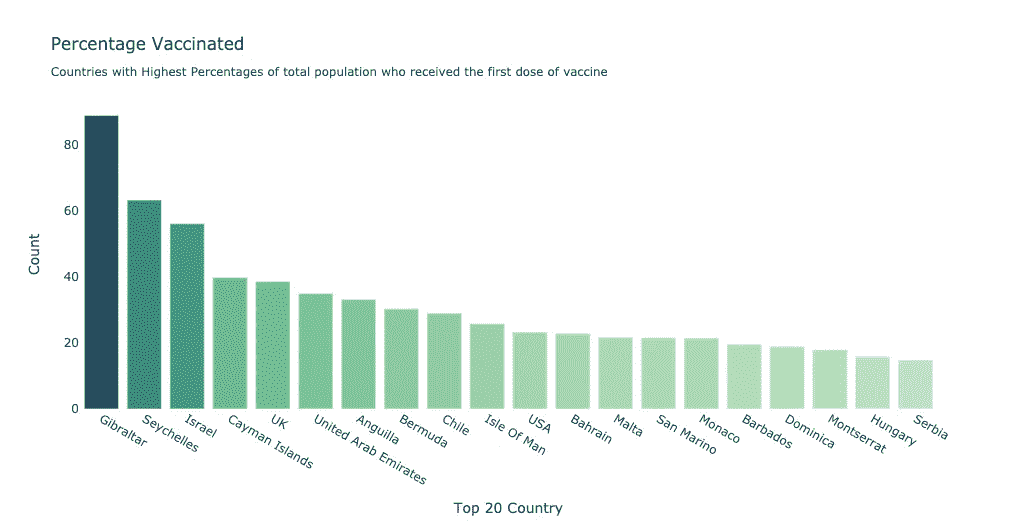 Percentage Vaccinated
Countries with Highest Percentages of total population who received the first dose of vaccine
80
60
40
20
0
Count
Gibraltar
Seychelles
Israel
Cayman Islands
UK
United Arab Emirates
Anguilla
Bermuda
Chile
Isle Of Man
USA
Bahrain
Malta
San Marino
Monaco
Barbados
Dominica
Montserrat
Hungary
Serbia
Top 20 Country